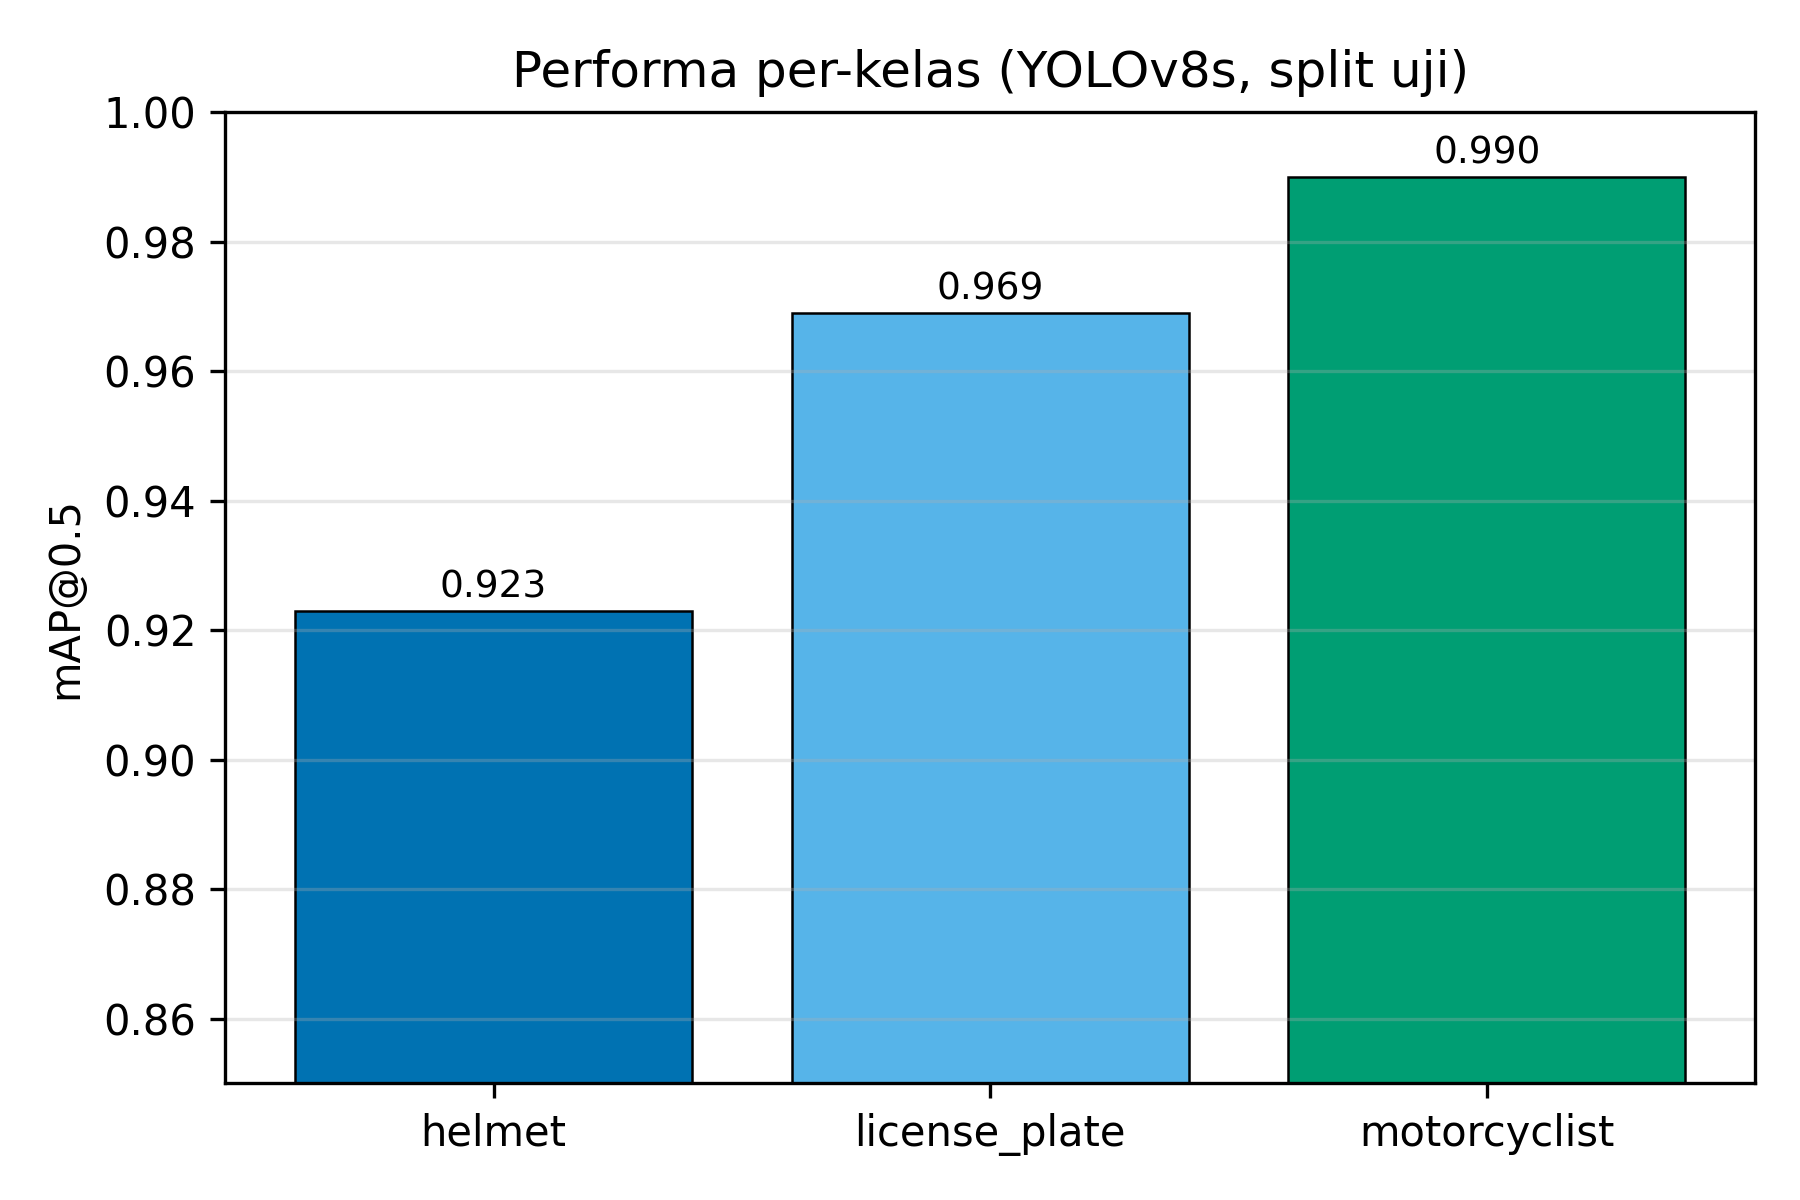 Performa per-kelas (YOLOv8s, split uji)
1.00
0.98
0.96
0.94
0.92
0.90
0.88
0.86
mAP@0.5
0.923
0.969
0.990
helmet
license_plate
motorcyclist